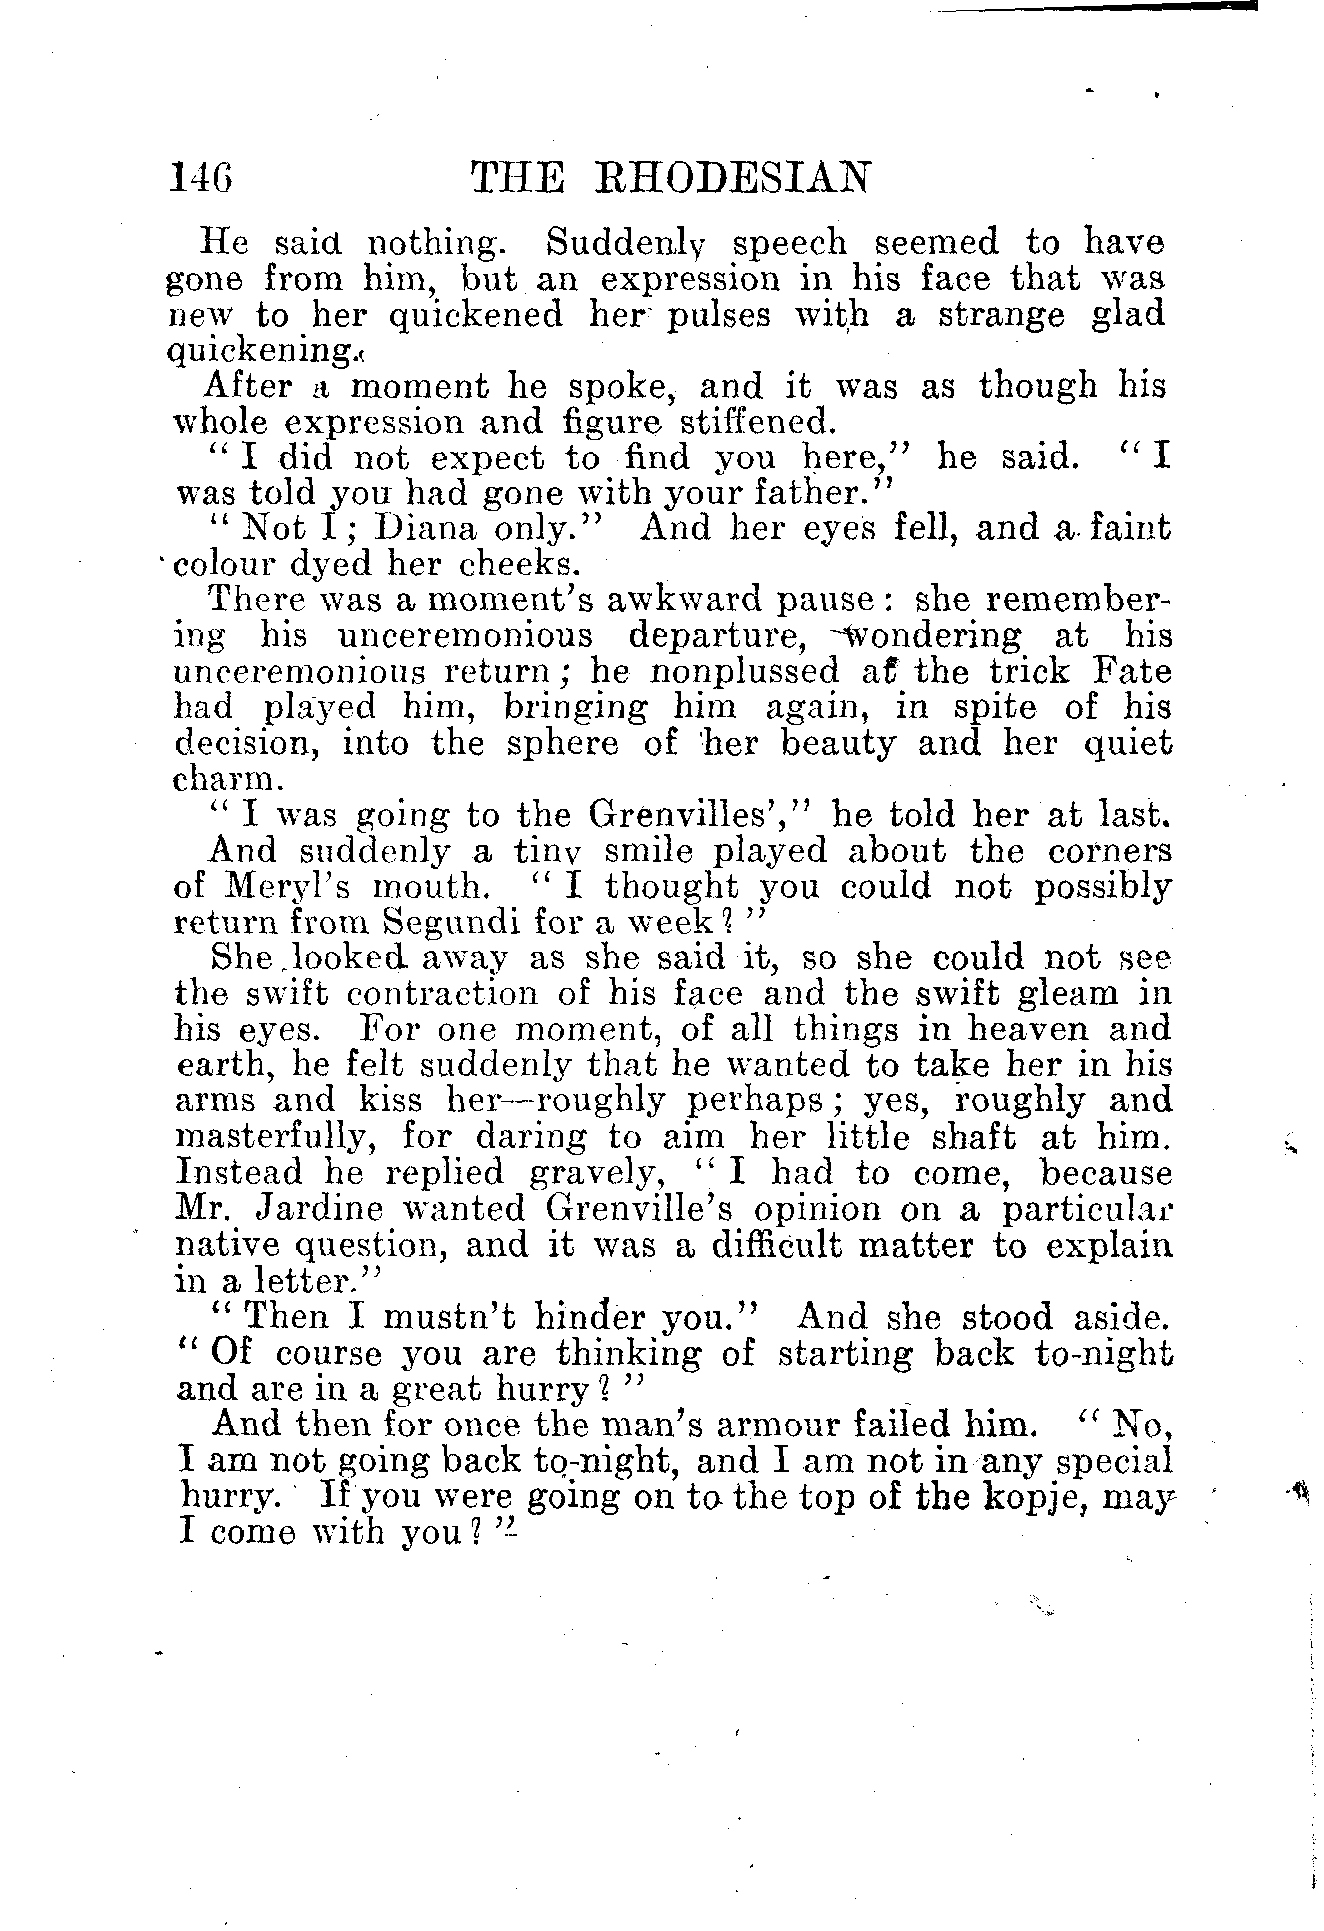 146 THE RHODESIAN
He said nothing. Suddenly speech seemed to have
gone from him, but an expression in his face that was
new to her quickened her pulses with a strange glad
quickening.
After a moment he spoke, and it was as though his
whole expression and figure stiffened.
" I did not expect to find you here," he said. " I
was told you had gone with your father."
" Not I ; Diana only." And her eyes fell, and a faint
colour dyed her cheeks.
There was a moment's awkward pause : she remember-
ing his unceremonious departure, wondering at his
unceremonious return ; he nonplussed at the trick Fate
had played him, bringing him again, in spite of his
decision, into the sphere of her beauty and her quiet
charm.
" I was going to the Grenvilles'," he told her at last.
And suddenly a tiny smile played about the corners
of Meryl's mouth. " I thought you could not possibly
return from Segundi for a week ? "
She looked away as she said it, so she could not see
the swift contraction of his face and the swift gleam in
his eyes. For one moment, of all things in heaven and
earth, he felt suddenly that he wanted to take her in his
arms and kiss her—roughly perhaps ; yes, roughly and
masterfully, for daring to aim her little shaft at him.
Instead he replied gravely, " I had to come, because
Mr. Jardine wanted Grenville's opinion on a particular
native question, and it was a difficult matter to explain
in a letter."
" Then I mustn't hinder you." And she stood aside.
" Of course you are thinking of starting back to-night
and are in a great hurry ? "
And then for once the man's armour failed him. " No,
I am not going back to-night, and I am not in any special
hurry. If you were going on to the top of the kopje, may
I come with you ? "